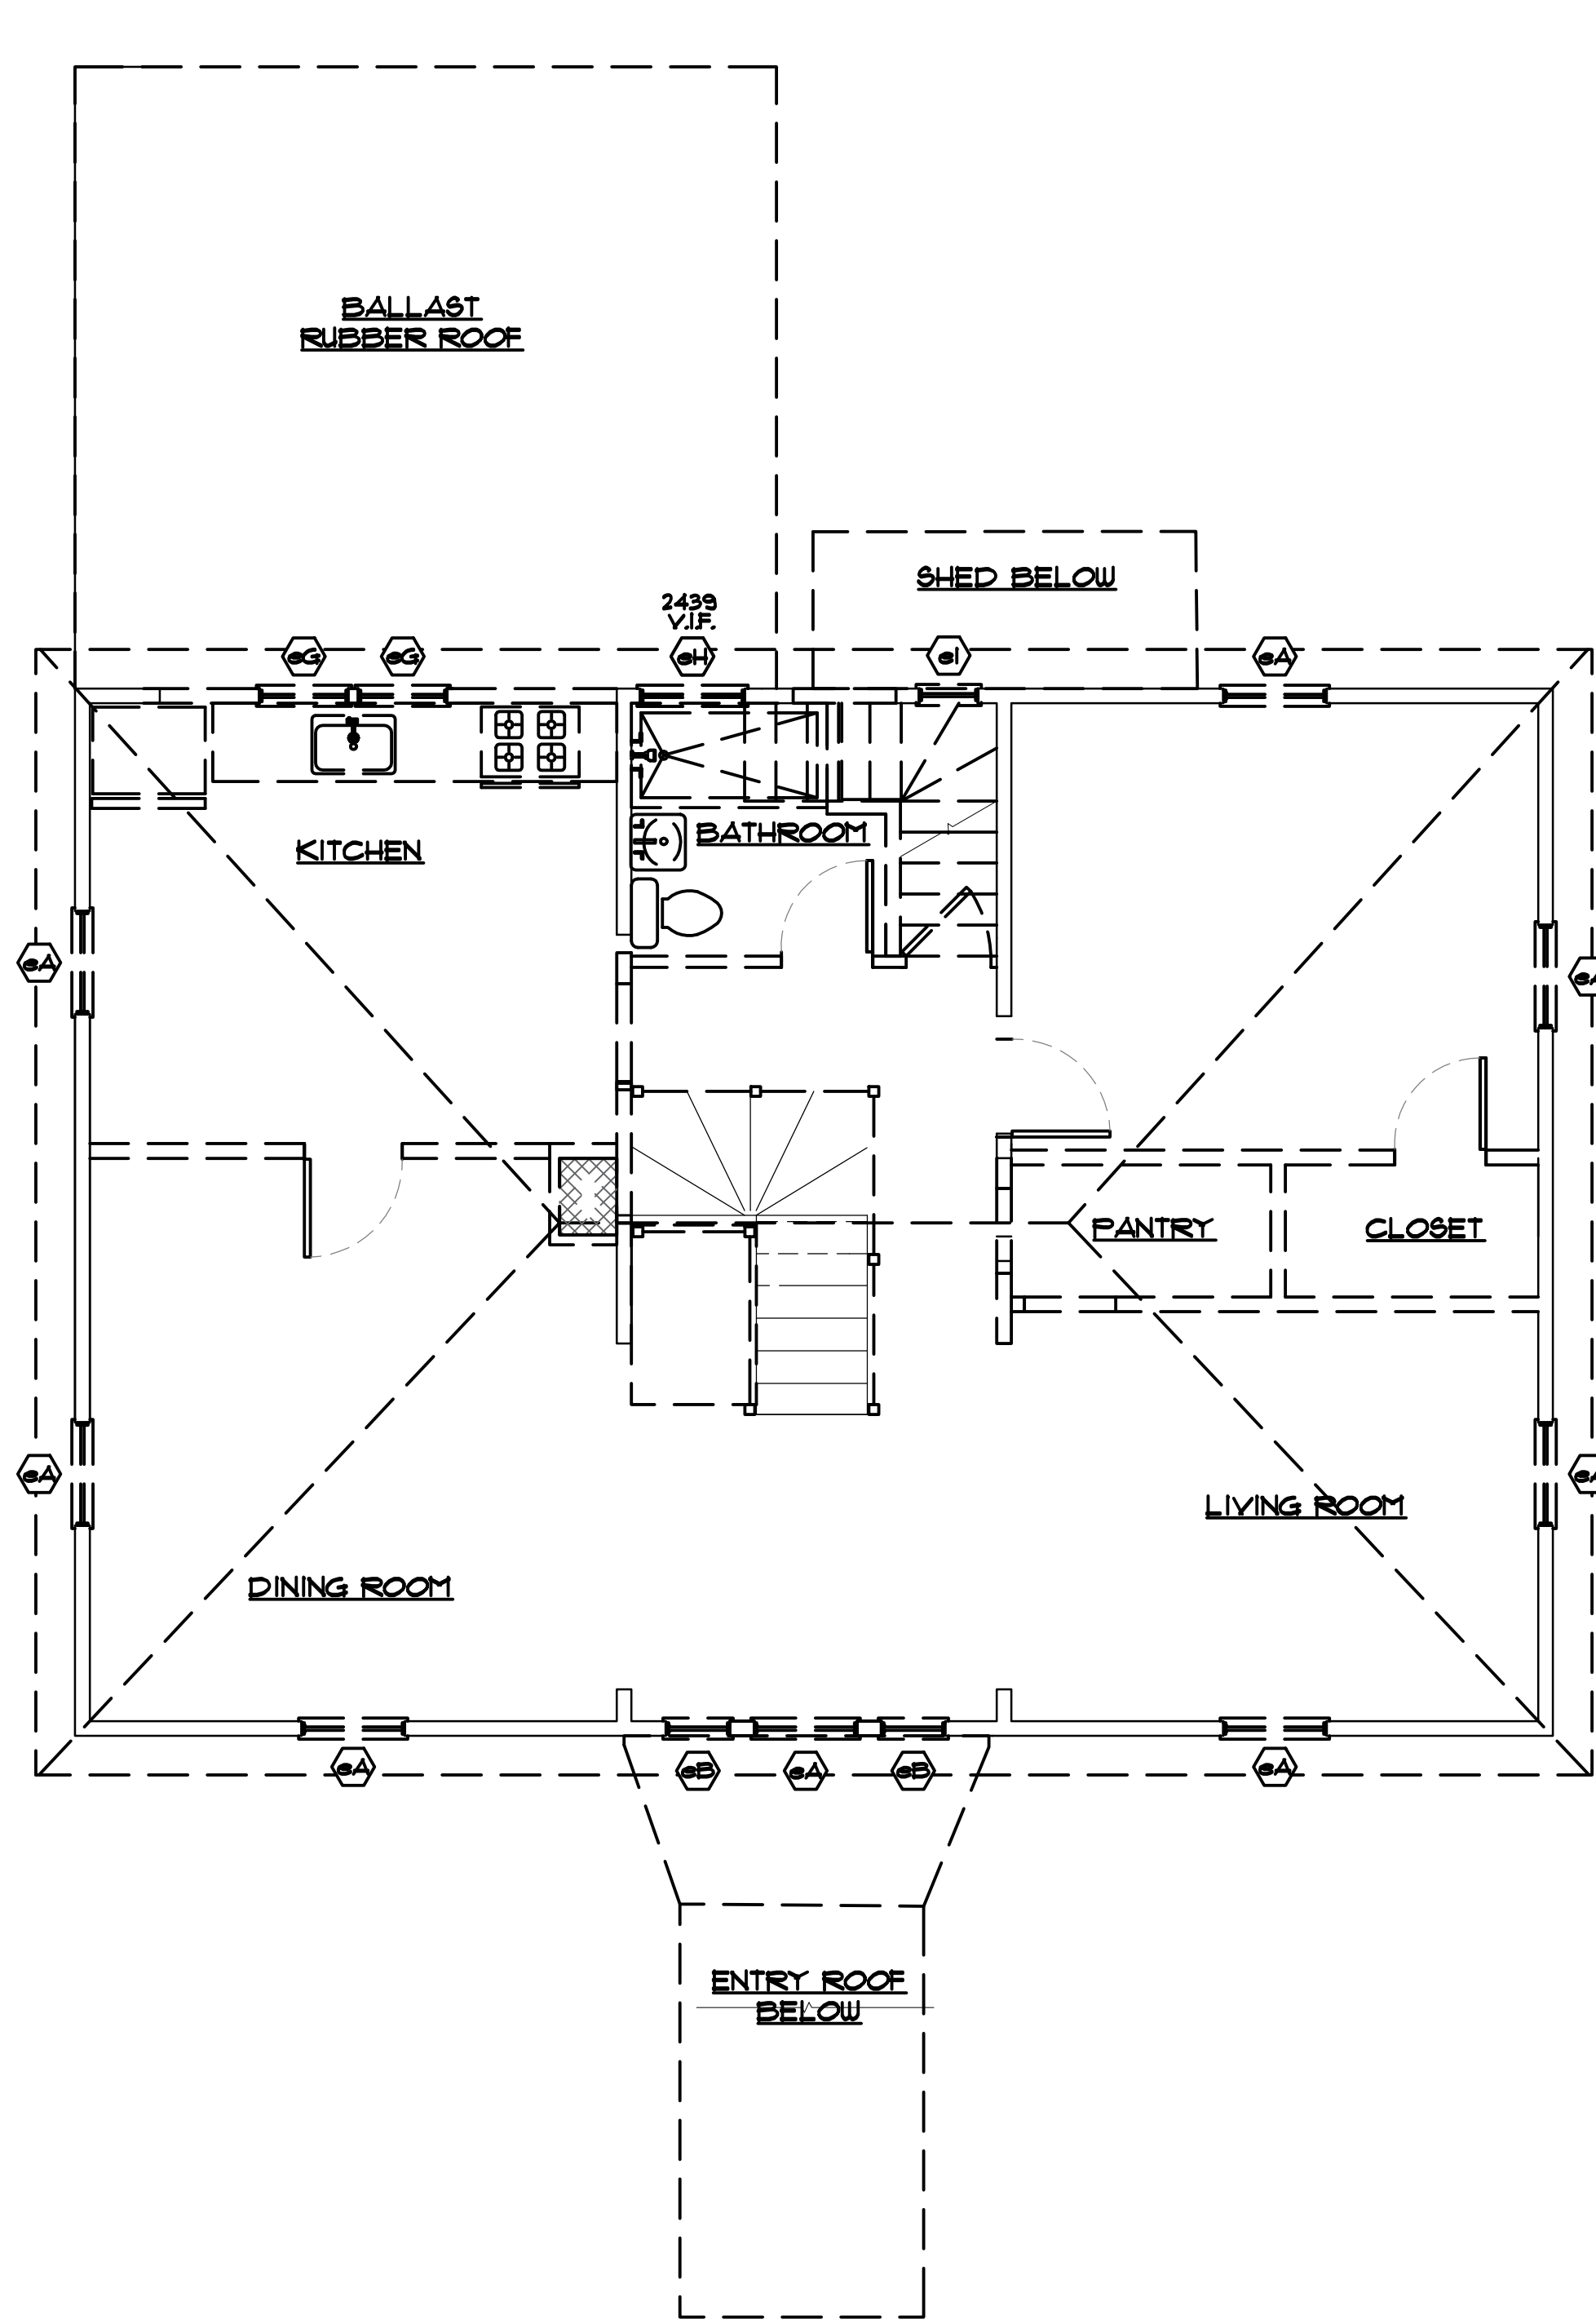 BALLAST
RUBBER ROOF
SHED BELOW
2439
V.I.F.
eG
eG
eH
eI
eA
KITCHEN
BATHROOM
eA
PANTRY
CLOSET
eA
LIVING ROOM
DINING ROOM
eA
eB
eA
eB
eA
ENTRY ROOF
BELOW